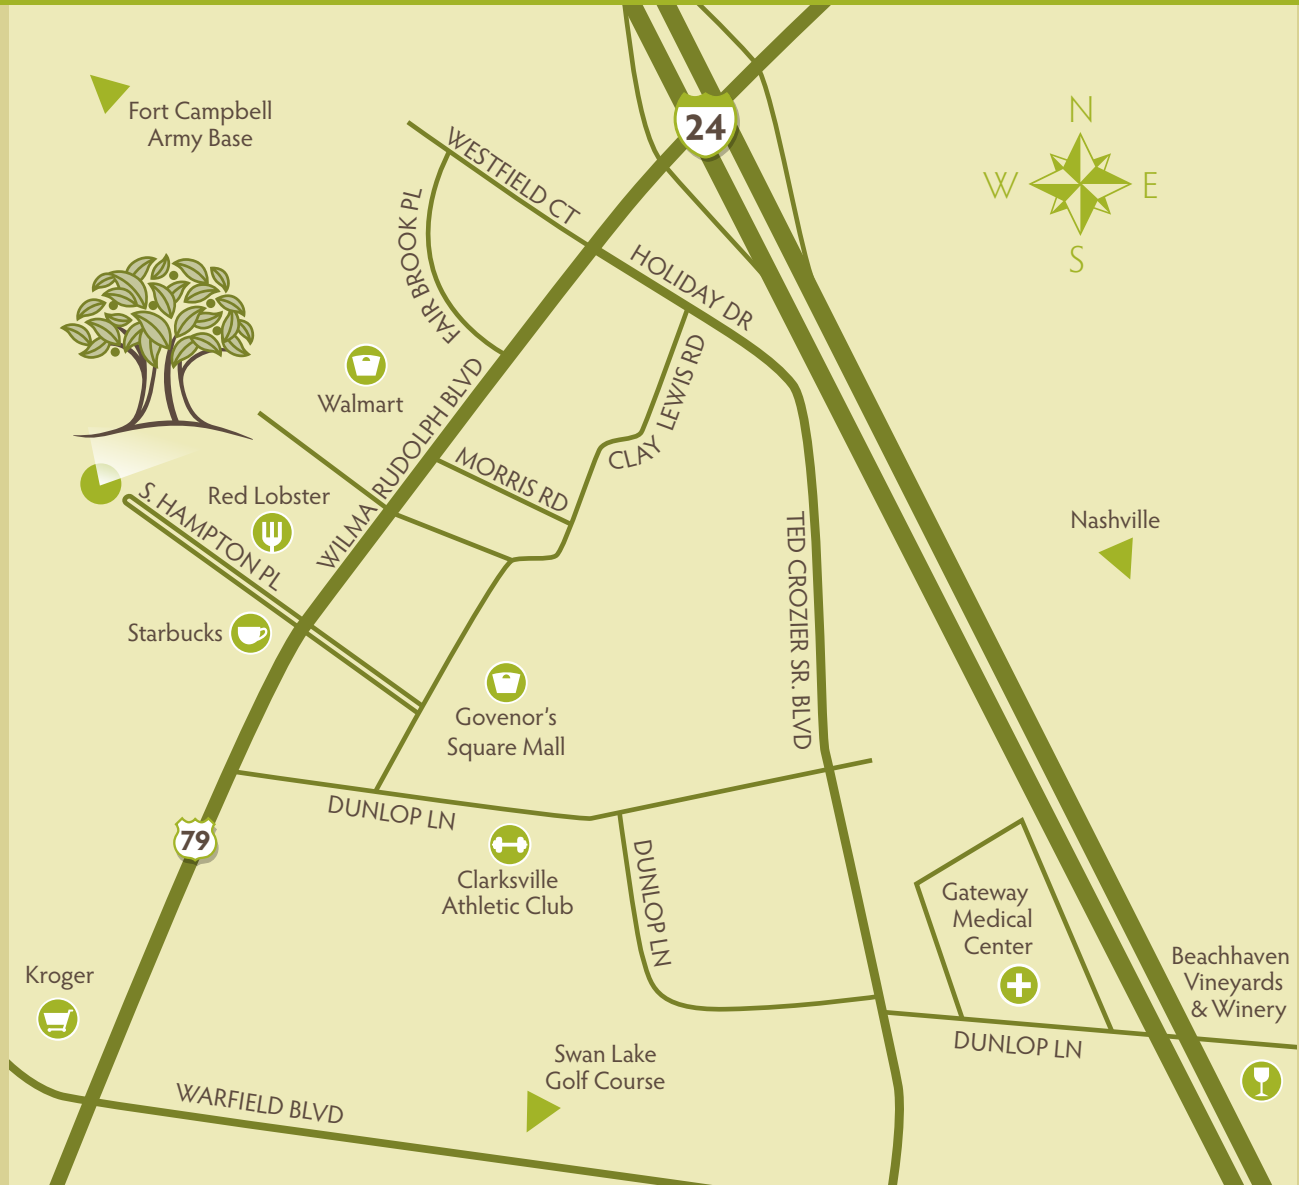 Fort Campbell
Army Base
24
N
W
E
S
WESTFIELD CT
FAIR BROOK PL
HOLIDAY DR
Walmart
WILMA RUDOLPH BLVD
CLAY LEWIS RD
MORRIS RD
Red Lobster
S. HAMPTON PL
Starbucks
TED CROZIER SR. BLVD
Nashville
Govenor's
Square Mall
DUNLOP LN
79
Clarksville
Athletic Club
DUNLOP LN
Gateway
Medical
Center
Kroger
Beachhaven
Vineyards
& Winery
DUNLOP LN
Swan Lake
Golf Course
WARFIELD BLVD